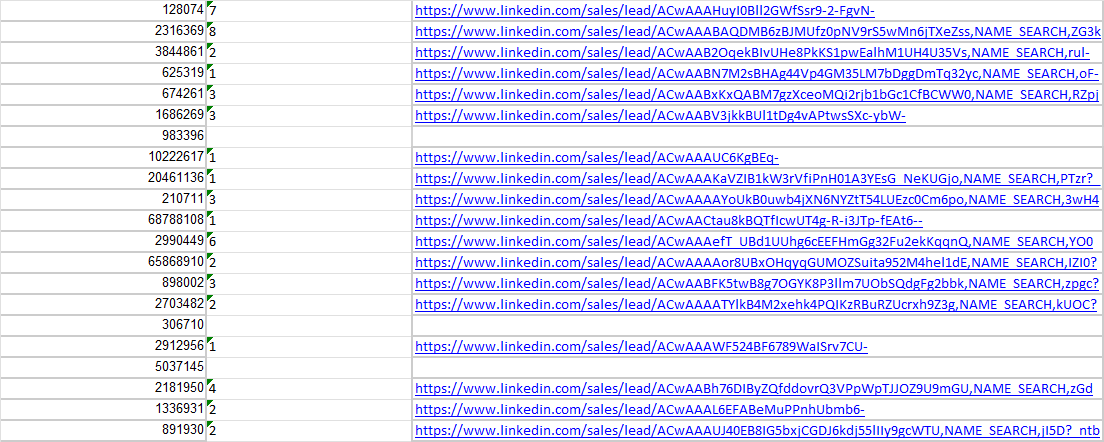 128074 7 https://www.linkedin.com/sales/lead/ACwAAAHuyI0Bll2GWfSsr9-2-FgvN-
2316369 8 https://www.linkedin.com/sales/lead/ACwAAABAQDMB6zBJMUfz0pNV9rS5wMn6jTXeZss,NAME_SEARCH,ZG3k
3844861 2 https://www.linkedin.com/sales/lead/ACwAAB2OqekBIvUHe8PkKS1pwEaIhM1UH4U35Vs,NAME_SEARCH,rul-
625319 1 https://www.linkedin.com/sales/lead/ACwAABN7M2sBHAg44Vp4GM35LM7bDggDmTq32yc,NAME_SEARCH,oF-
674261 3 https://www.linkedin.com/sales/lead/ACwAABxKxQABM7gzXceoMQi2rjb1bGc1CfBCWW0,NAME_SEARCH,RZpj
1686269 3 https://www.linkedin.com/sales/lead/ACwAABV3jkkBUl1tDg4vAPtwsSXc-ybW-
983396
10222617 1 https://www.linkedin.com/sales/lead/ACwAAAUC6KgBEq-
20461136 1 https://www.linkedin.com/sales/lead/ACwAAAKaVZIB1kW3rVfiPnH01A3YEsG_NeKUGjo,NAME_SEARCH,PTzr?_
210711 3 https://www.linkedin.com/sales/lead/ACwAAAAYoUkB0uwb4jXN6NYZtT54LUEzc0Cm6po,NAME_SEARCH,3wH4
68788108 1 https://www.linkedin.com/sales/lead/ACwAACtau8kBQTfIcwUT4g-R-i3JTp-fEAt6--
2990449 6 https://www.linkedin.com/sales/lead/ACwAAAefT_UBd1UUhg6cEEFHmGg32Fu2ekKqqnQ,NAME_SEARCH,YO0
65868910 2 https://www.linkedin.com/sales/lead/ACwAAAAor8UBxOHqyqGUMOZSuita952M4hel1dE,NAME_SEARCH,IZI0?
898002 3 https://www.linkedin.com/sales/lead/ACwAABFK5twB8g7OGYK8P3llm7UObSQdgFg2bbk,NAME_SEARCH,zpgc?
2703482 2 https://www.linkedin.com/sales/lead/ACwAAAATYlkB4M2xehk4PQIKzRBuRZUcrxh9Z3g,NAME_SEARCH,kUOC?
306710
2912956 1 https://www.linkedin.com/sales/lead/ACwAAAWF524BF6789WaISrv7CU-
5037145
2181950 4 https://www.linkedin.com/sales/lead/ACwAABh76DIByZQfddovrQ3VPpWpTJJOZ9U9mGU,NAME_SEARCH,zGd
1336931 2 https://www.linkedin.com/sales/lead/ACwAAAL6EFABeMuPPnhUbmb6-
891930 2 https://www.linkedin.com/sales/lead/ACwAAAUJ40EB8IG5bxjCGDJ6kdj55lIIy9gcWTU,NAME_SEARCH,jI5D?_ntb